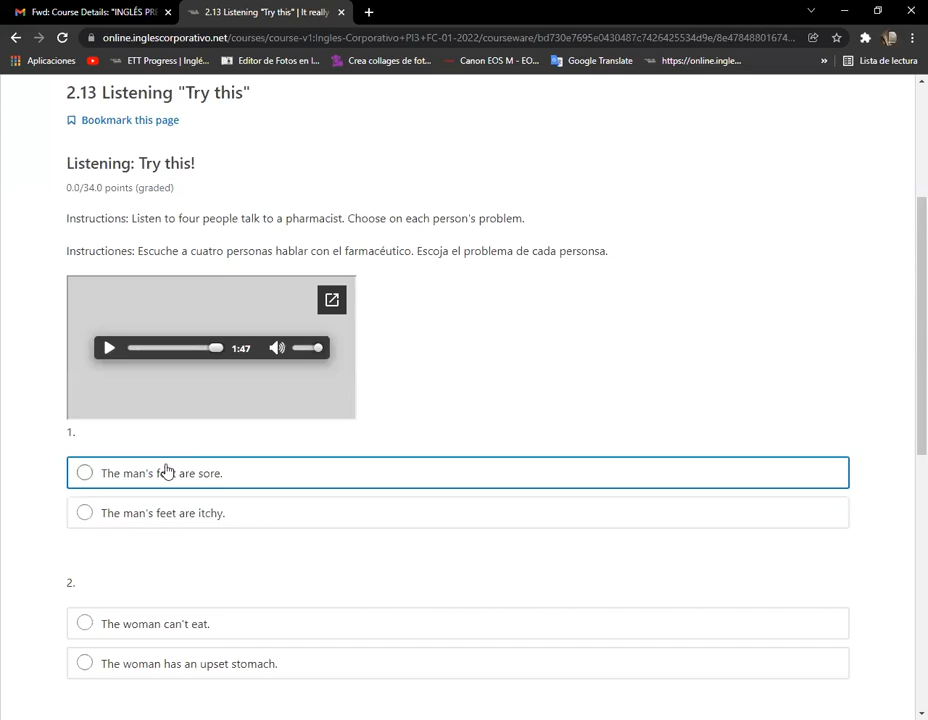 Fwd: Course Details: "INGLÉS PRE
2.13 Listening "Try this" | It really
online.inglescorporativo.net/courses/course-v1:Ingles-Corporativo+PI3+FC-01-2022/courseware/bd730e7695e0430487c7426425534d9e/8e47848801674...
Aplicaciones
ETT Progress | Inglé...
Editor de Fotos en l...
Crea collages de fot...
Canon EOS M - EO...
Google Translate
https://online.ingle...
»
Lista de lectura
2.13 Listening "Try this"
Bookmark this page
Listening: Try this!
0.0/34.0 points (graded)
Instructions: Listen to four people talk to a pharmacist. Choose on each person's problem.
Instructiones: Escuche a cuatro personas hablar con el farmacéutico. Escoja el problema de cada personsa.
1:47
1.
The man's feet are sore.
The man's feet are itchy.
2.
The woman can't eat.
The woman has an upset stomach.